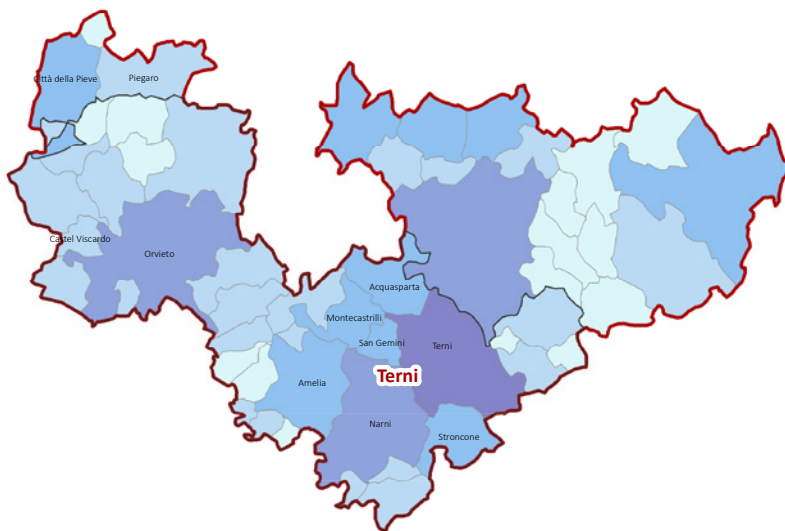 Città della Pieve
Piegaro
Castel Viscardo
Orvieto
Acquasparta
Montecastrilli
San Gemini
Terni
Terni
Amelia
Narni
Stroncone